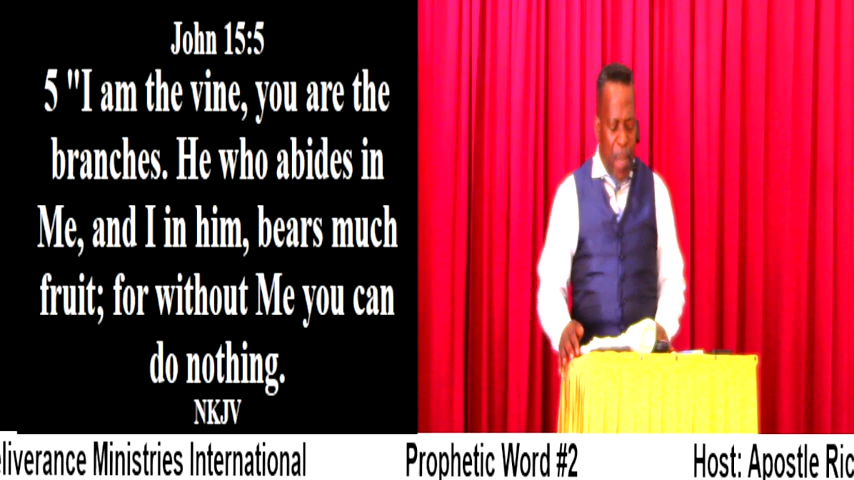 John 15:5
5 "I am the vine, you are the
branches. He who abides in
Me, and I in him, bears much
fruit; for without Me you can
do nothing.
NKJV
eliverance Ministries International Prophetic Word #2 Host: Apostle Ric